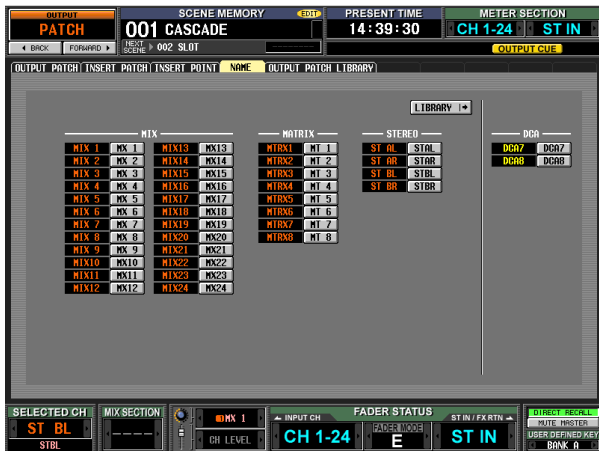 OUTPUT
PATCH
SCENE MEMORY
EDIT
PRESENT TIME
METER SECTION
001 CASCADE
14:39:30
CH 1-24
ST IN
BACK
FORWARD
NEXT SCENE
002 SLOT
OUTPUT CUE
OUTPUT PATCH
INSERT PATCH
INSERT POINT
NAME
OUTPUT PATCH LIBRARY
LIBRARY
MIX
MATRIX
STEREO
DCA
MIX 1 MX 1 MIX13 MX13 MTRX1 MT 1 ST AL STAL DCA7 DCA7
MIX 2 MX 2 MIX14 MX14 MTRX2 MT 2 ST AR STAR DCA8 DCA8
MIX 3 MX 3 MIX15 MX15 MTRX3 MT 3 ST BL STBL
MIX 4 MX 4 MIX16 MX16 MTRX4 MT 4 ST BR STBR
MIX 5 MX 5 MIX17 MX17 MTRX5 MT 5
MIX 6 MX 6 MIX18 MX18 MTRX6 MT 6
MIX 7 MX 7 MIX19 MX19 MTRX7 MT 7
MIX 8 MX 8 MIX20 MX20 MTRX8 MT 8
MIX 9 MX 9 MIX21 MX21
MIX10 MX10 MIX22 MX22
MIX11 MX11 MIX23 MX23
MIX12 MX12 MIX24 MX24
SELECTED CH
ST BL
STBL
MIX SECTION
----
1 MX 1
CH LEVEL
INPUT CH
FADER STATUS
ST IN / FX RTN
CH 1-24
FADER MODE
E
ST IN
DIRECT RECALL
MUTE MASTER
USER DEFINED KEY
BANK A